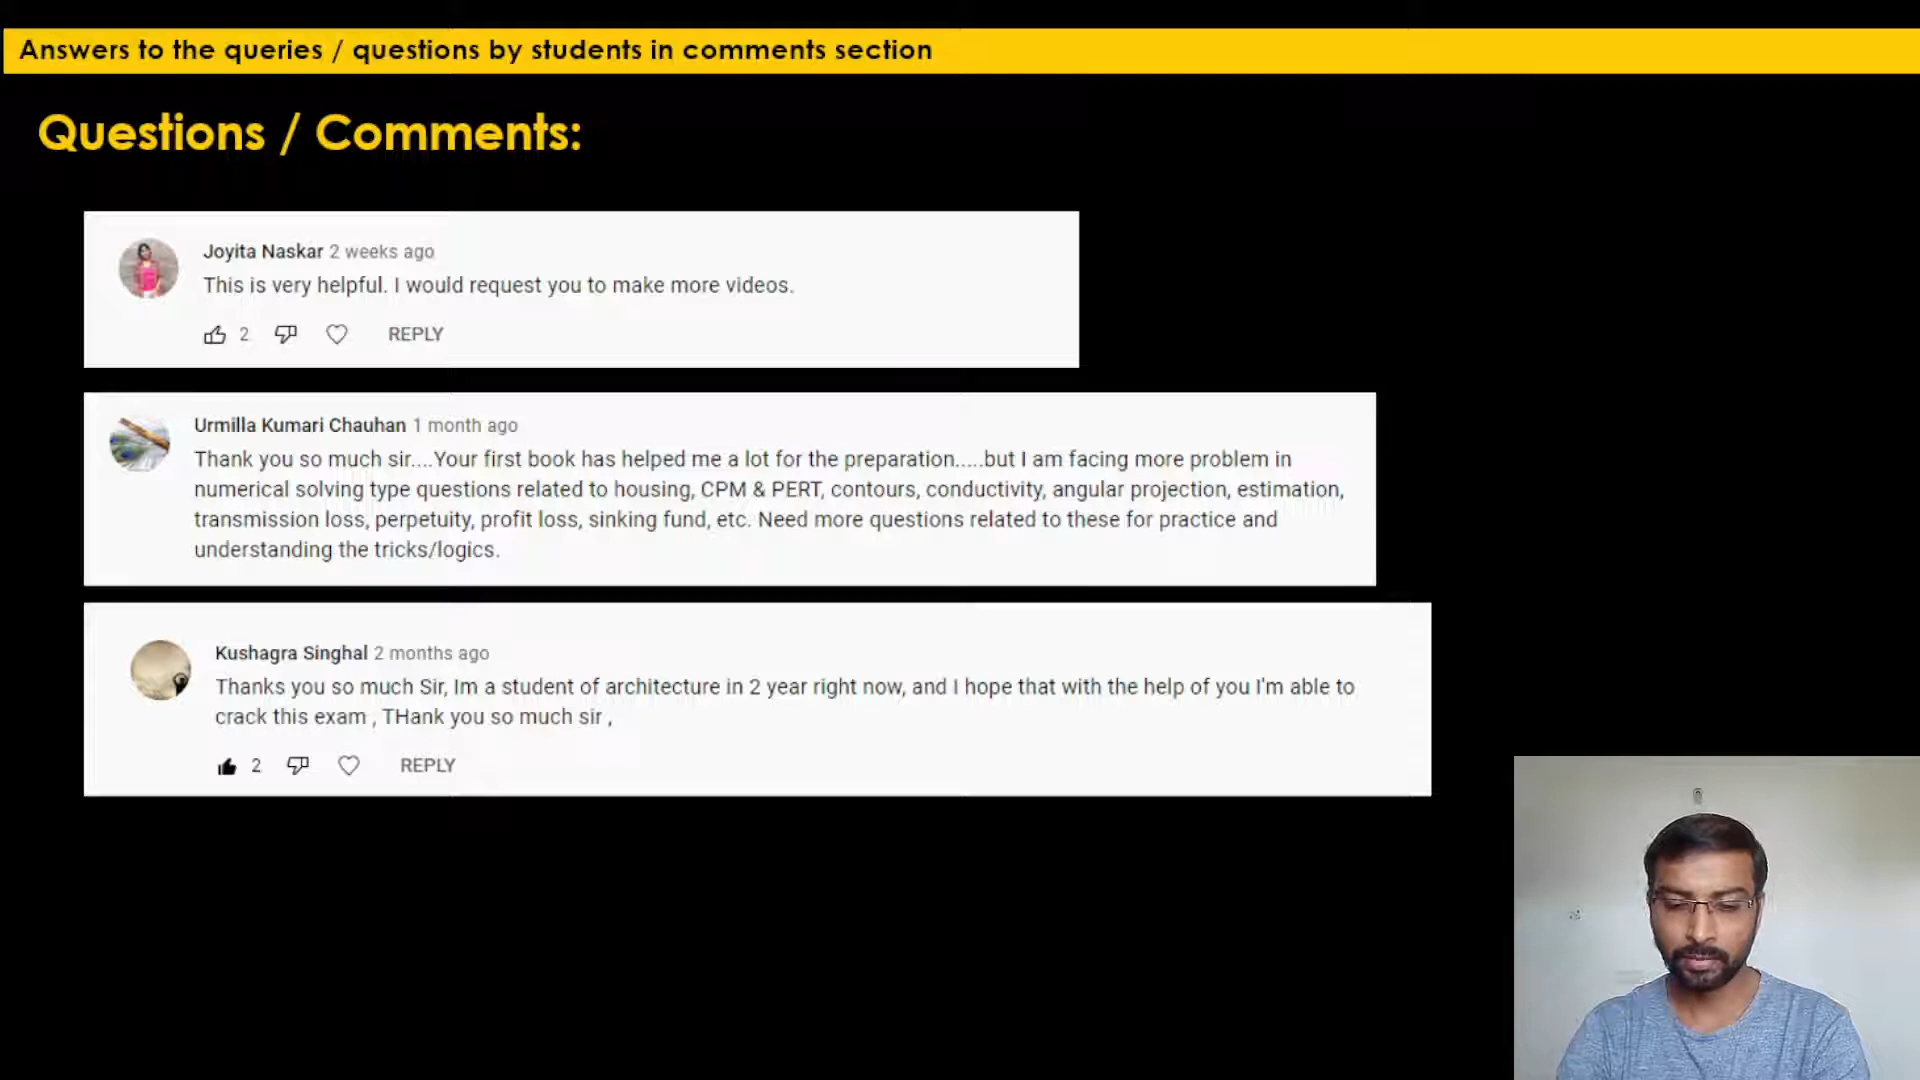 Answers to the queries / questions by students in comments section
Questions / Comments:
Joyita Naskar 2 weeks ago
This is very helpful. I would request you to make more videos.
2 REPLY
Urmilla Kumari Chauhan 1 month ago
Thank you so much sir....Your first book has helped me a lot for the preparation.....but I am facing more problem in
numerical solving type questions related to housing, CPM & PERT, contours, conductivity, angular projection, estimation,
transmission loss, perpetuity, profit loss, sinking fund, etc. Need more questions related to these for practice and
understanding the tricks/logics.
Kushagra Singhal 2 months ago
Thanks you so much Sir, Im a student of architecture in 2 year right now, and I hope that with the help of you I'm able to
crack this exam , THank you so much sir ,
2 REPLY